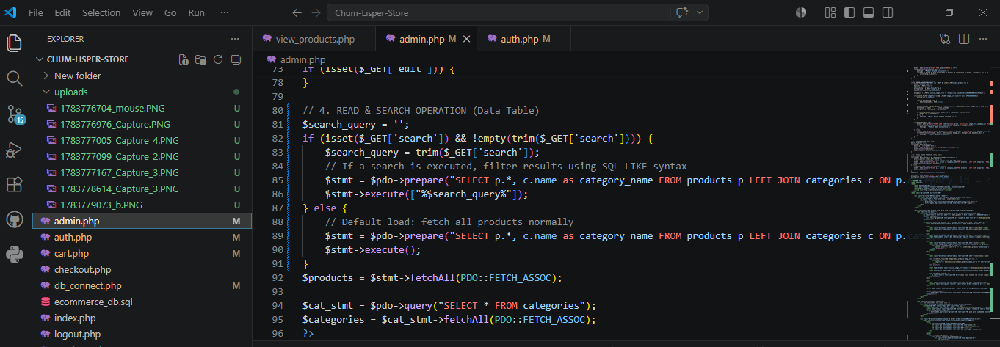 File Edit Selection View Go Run ··· Chum-Lisper-Store
EXPLORER ···
CHUM-LISPER-STORE
New folder
uploads
1783776704_mouse.PNG U
1783776976_Capture.PNG U
1783777005_Capture_4.PNG U
1783777099_Capture_2.PNG U
1783777167_Capture_3.PNG U
1783778614_Capture_3.PNG U
1783779073_b.PNG U
admin.php M
auth.php M
cart.php M
checkout.php
db_connect.php M
ecommerce_db.sql
index.php
logout.php
15
view_products.php admin.php M auth.php M ···
admin.php
73 if (isset($_GET['edit'])) {
78 }
79
80 // 4. READ & SEARCH OPERATION (Data Table)
81 $search_query = '';
82 if (isset($_GET['search']) && !empty(trim($_GET['search']))) {
83 $search_query = trim($_GET['search']);
84 // If a search is executed, filter results using SQL LIKE syntax
85 $stmt = $pdo->prepare("SELECT p.*, c.name as category_name FROM products p LEFT JOIN categories c ON p.category_id = c
86 $stmt->execute(["%$search_query%"]);
87 } else {
88 // Default load: fetch all products normally
89 $stmt = $pdo->prepare("SELECT p.*, c.name as category_name FROM products p LEFT JOIN categories c ON p.cat
90 $stmt->execute();
91 }
92 $products = $stmt->fetchAll(PDO::FETCH_ASSOC);
93
94 $cat_stmt = $pdo->query("SELECT * FROM categories");
95 $categories = $cat_stmt->fetchAll(PDO::FETCH_ASSOC);
96 ?>